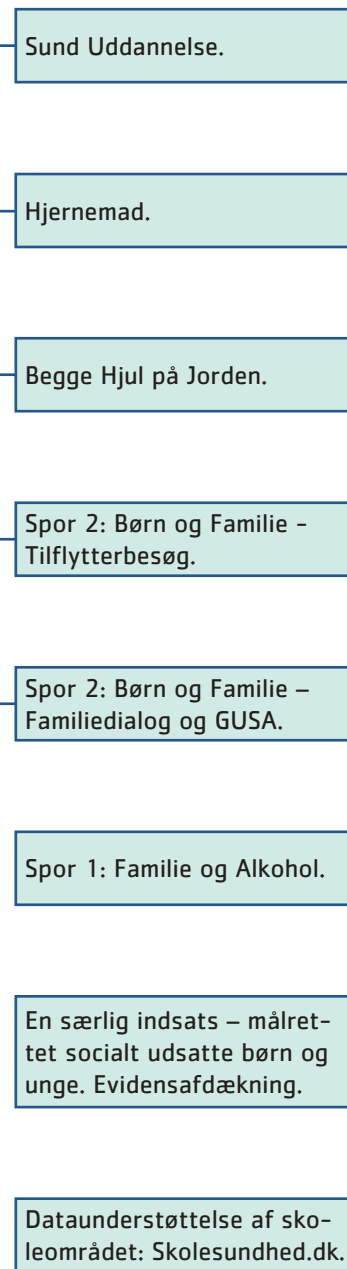 Sund Uddannelse.
Hjernemad.
Begge Hjul på Jorden.
Spor 2: Børn og Familie -
Tilflytterbesøg.
Spor 2: Børn og Familie –
Familiedialog og GUSA.
Spor 1: Familie og Alkohol.
En særlig indsats – målret-
tet socialt udsatte børn og
unge. Evidensafdækning.
Dataunderstøttelse af sko-
leområdet: Skolesundhed.dk.